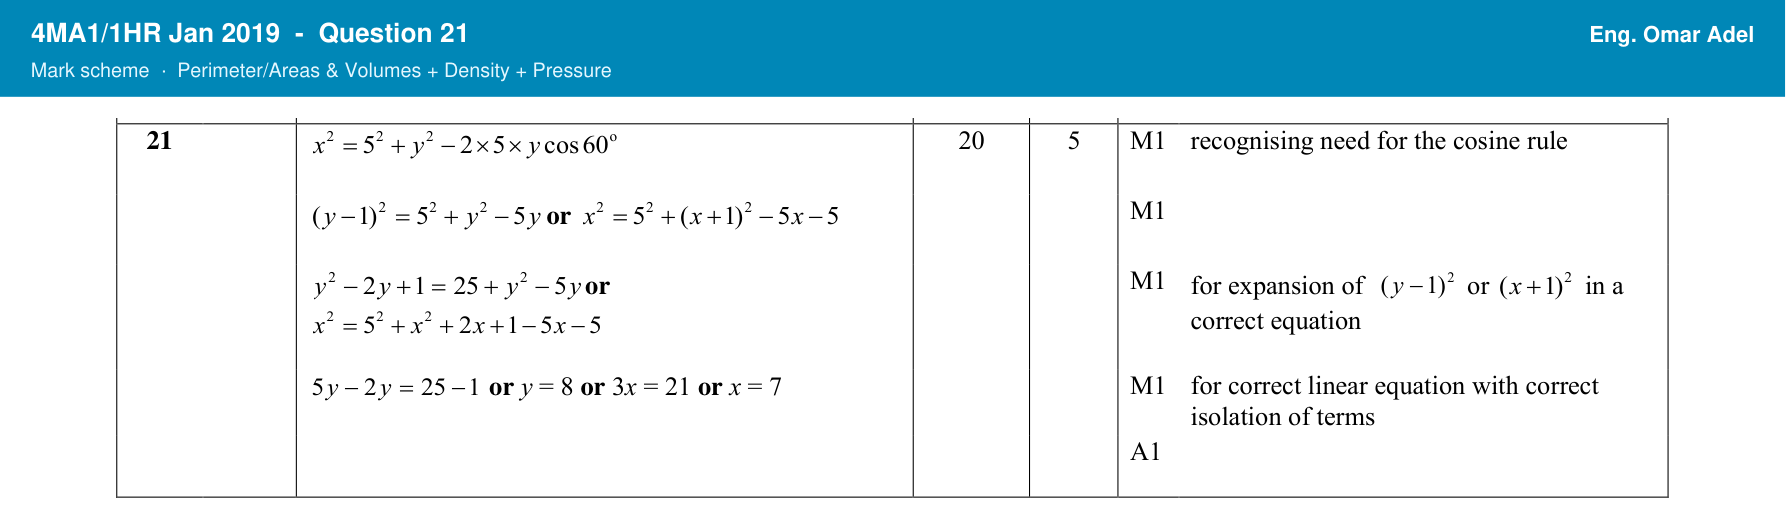 4MA1/1HR Jan 2019 - Question 21
Eng. Omar Adel
Mark scheme · Perimeter/Areas & Volumes + Density + Pressure
21 x² = 5² + y² − 2×5× y cos 60° 20 5 M1 recognising need for the cosine rule
(y −1)² = 5² + y² − 5y or x² = 5² + (x +1)² − 5x − 5 M1
y² − 2y +1 = 25 + y² − 5y or M1 for expansion of (y −1)² or (x +1)² in a
x² = 5² + x² + 2x +1− 5x − 5 correct equation
5y − 2y = 25 −1 or y = 8 or 3x = 21 or x = 7 M1 for correct linear equation with correct
isolation of terms
A1